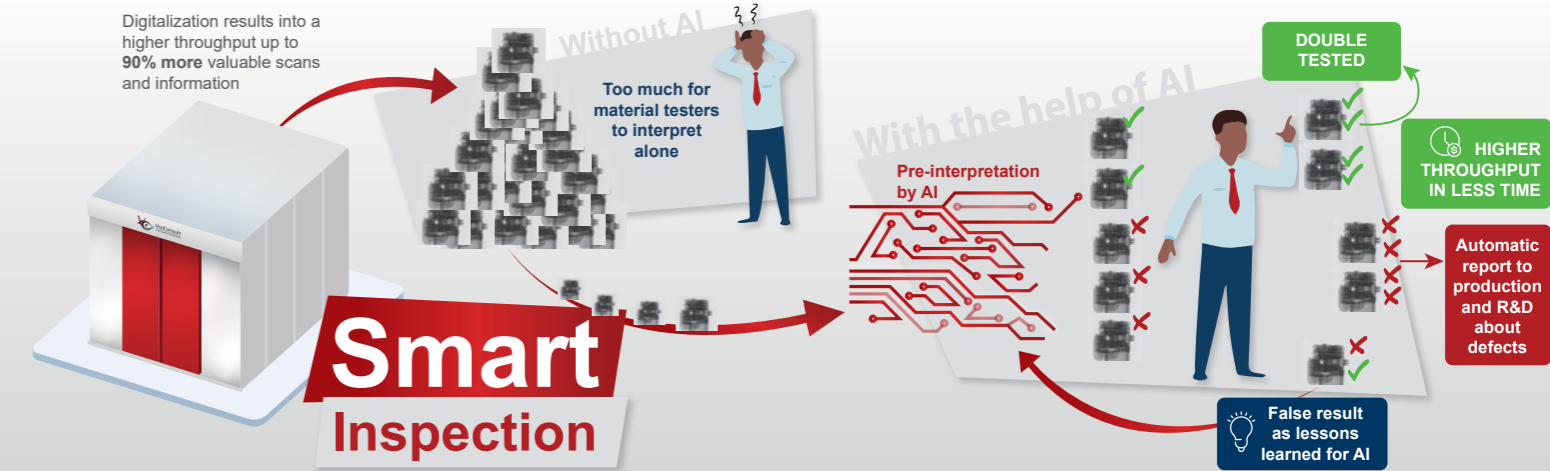 Digitalization results into a
higher throughput up to
90% more valuable scans
and information
Without AI
Too much for
material testers
to interpret
alone
VisiConsult
Smart
Inspection
With the help of AI
Pre-interpretation
by AI
DOUBLE
TESTED
HIGHER
THROUGHPUT
IN LESS TIME
Automatic
report to
production
and R&D
about
defects
False result
as lessons
learned for AI